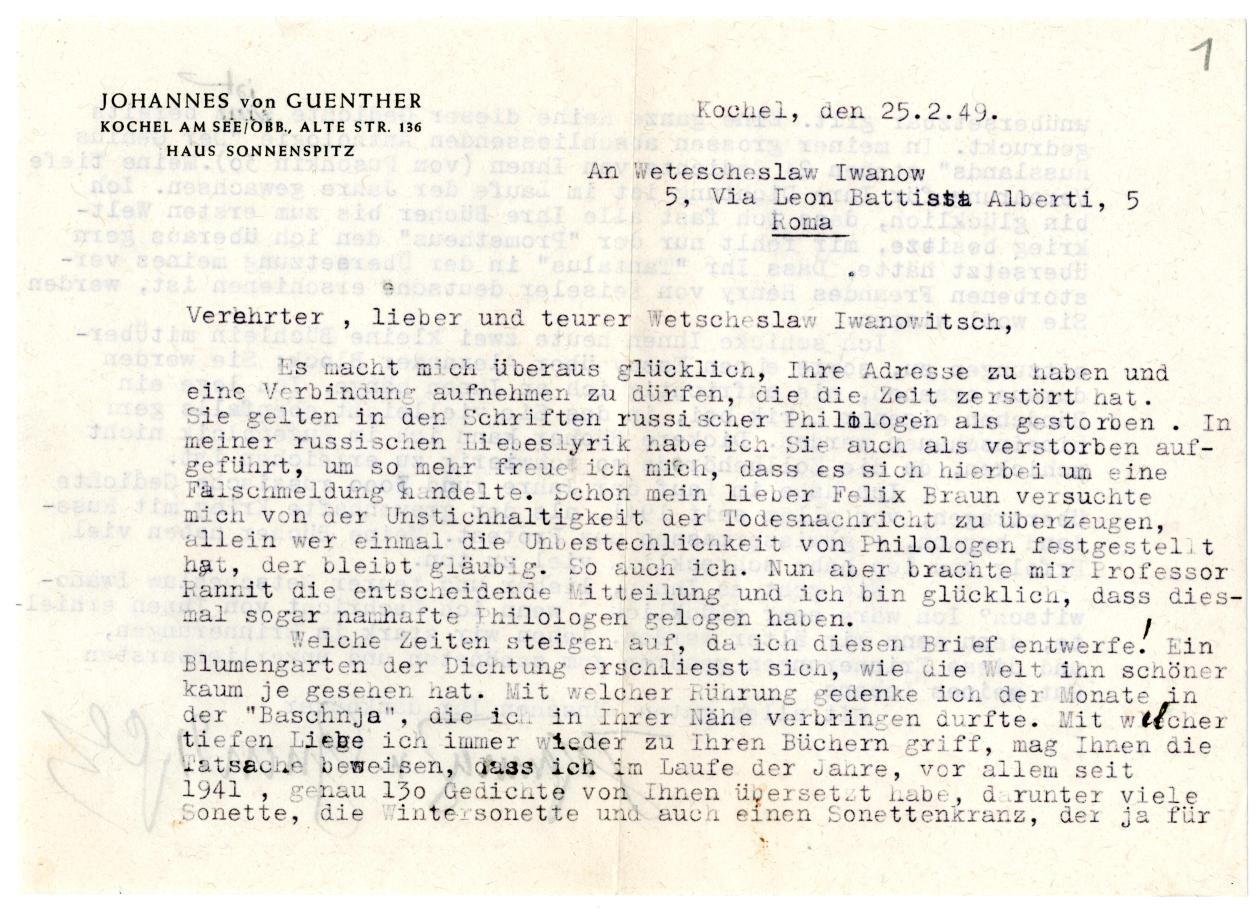 1
JOHANNES von GUENTHER
KOCHEL AM SEE/OBB., ALTE STR. 136
HAUS SONNENSPITZ
Kochel, den 25.2.49.
An Wetescheslaw Iwanow
5, Via Leon Battista Alberti, 5
Roma
Verehrter , lieber und teurer Wetscheslaw Iwanowitsch,
Es macht mich überaus glücklich, Ihre Adresse zu haben und
eine Verbindung aufnehmen zu dürfen, die die Zeit zerstört hat.
Sie gelten in den Schriften russischer Philologen als gestorben . In
meiner russischen Liebeslyrik habe ich Sie auch als verstorben auf-
geführt, um so mehr freue ich mich, dass es sich hierbei um eine
Falschmeldung handelte. Schon mein lieber Felix Braun versuchte
mich von der Unstichhaltigkeit der Todesnachricht zu überzeugen,
allein wer einmal die Unbestechlichkeit von Philologen festgestellt
hat, der bleibt gläubig. So auch ich. Nun aber brachte mir Professor
Rannit die entscheidende Mitteilung und ich bin glücklich, dass dies-
mal sogar namhafte Philologen gelogen haben.
Welche Zeiten steigen auf, da ich diesen Brief entwerfe! Ein
Blumengarten der Dichtung erschliesst sich, wie die Welt ihn schöner
kaum je gesehen hat. Mit welcher Rührung gedenke ich der Monate in
der "Baschnja", die ich in Ihrer Nähe verbringen durfte. Mit welcher
tiefen Liebe ich immer wieder zu Ihren Büchern griff, mag Ihnen die
Tatsache beweisen, dass ich im Laufe der Jahre, vor allem seit
1941 , genau 13o Gedichte von Ihnen übersetzt habe, darunter viele
Sonette, die Wintersonette und auch einen Sonettenkranz, der ja für